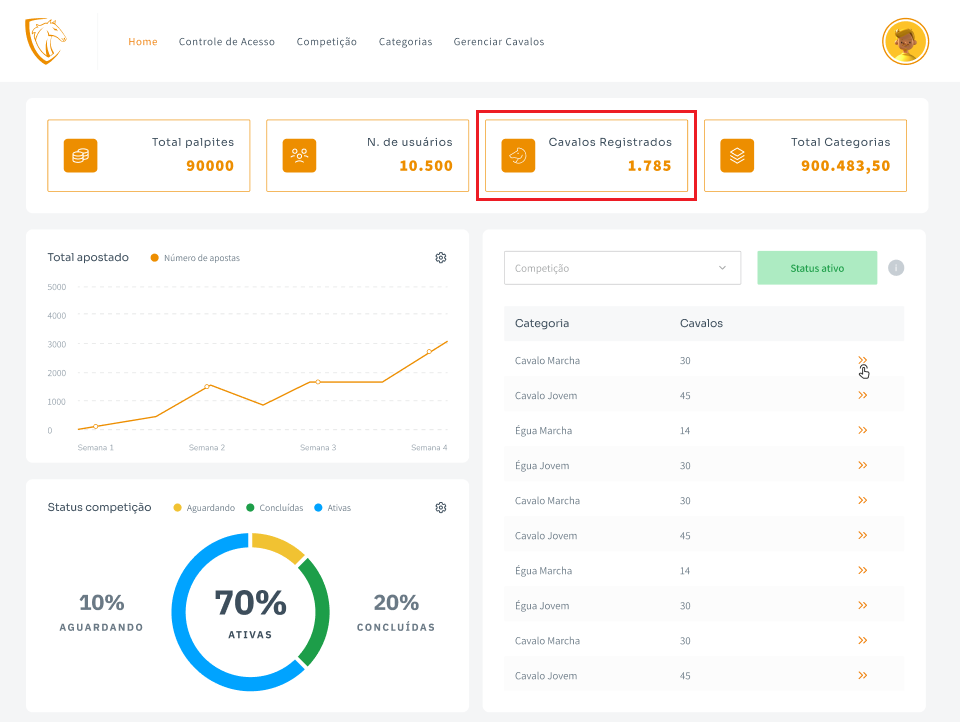 Home Controle de Acesso Competição Categorias Gerenciar Cavalos
Total palpites
90000
N. de usuários
10.500
Cavalos Registrados
1.785
Total Categorias
900.483,50
Total apostado Número de apostas
5000
4000
3000
2000
1000
0
Semana 1 Semana 2 Semana 3 Semana 4
Status competição Aguardando Concluídas Ativas
10%
AGUARDANDO
70%
ATIVAS
20%
CONCLUÍDAS
Competição Status ativo i
Categoria Cavalos
Cavalo Marcha 30
Cavalo Jovem 45
Égua Marcha 14
Égua Jovem 30
Cavalo Marcha 30
Cavalo Jovem 45
Égua Marcha 14
Égua Jovem 30
Cavalo Marcha 30
Cavalo Jovem 45